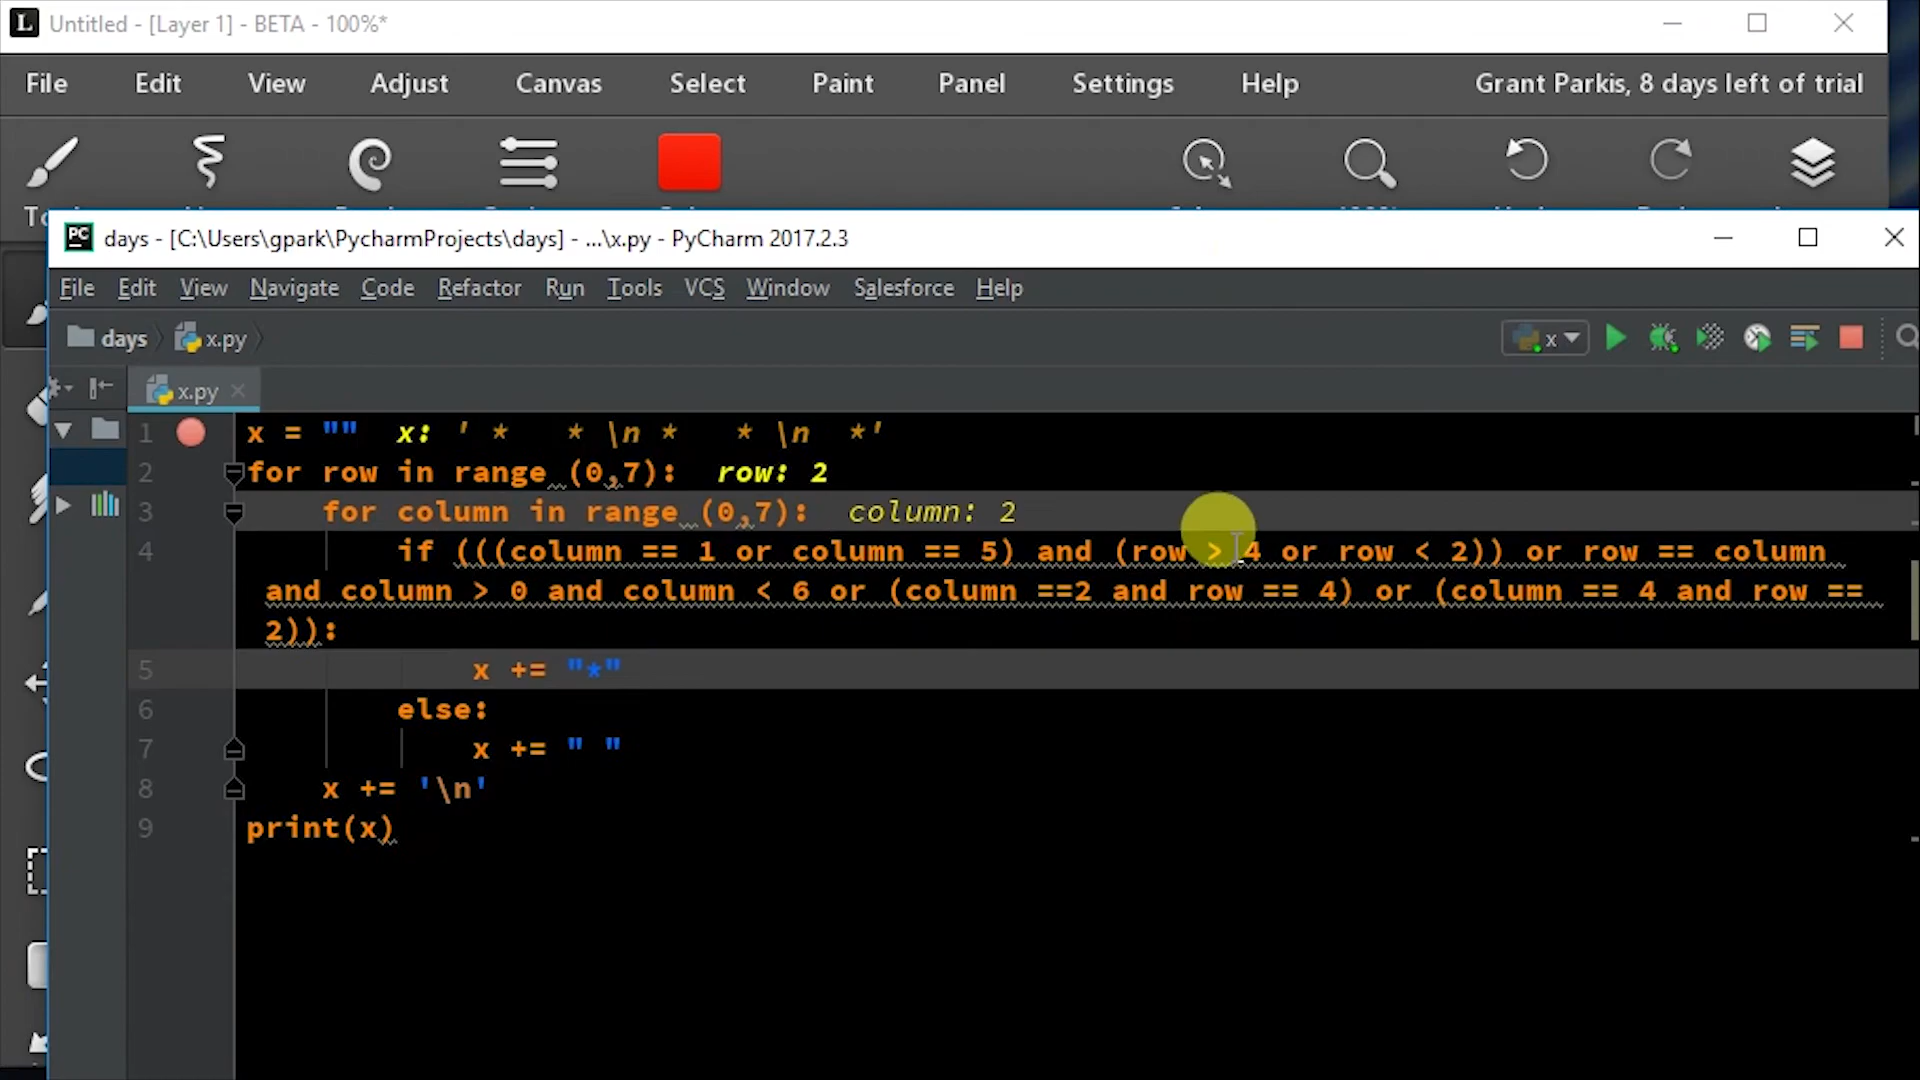 Untitled - [Layer 1] - BETA - 100%*
File Edit View Adjust Canvas Select Paint Panel Settings Help Grant Parkis, 8 days left of trial
days - [C:\Users\gpark\PycharmProjects\days] - ...\x.py - PyCharm 2017.2.3
File Edit View Navigate Code Refactor Run Tools VCS Window Salesforce Help
days x.py x
x.py
1 x = "" x: ' *   * \n *   * \n  *'
2 for row in range (0,7): row: 2
3 for column in range (0,7): column: 2
4 if (((column == 1 or column == 5) and (row > 4 or row < 2)) or row == column
and column > 0 and column < 6 or (column ==2 and row == 4) or (column == 4 and row ==
2)):
5 x += "*"
6 else:
7 x += " "
8 x += '\n'
9 print(x)